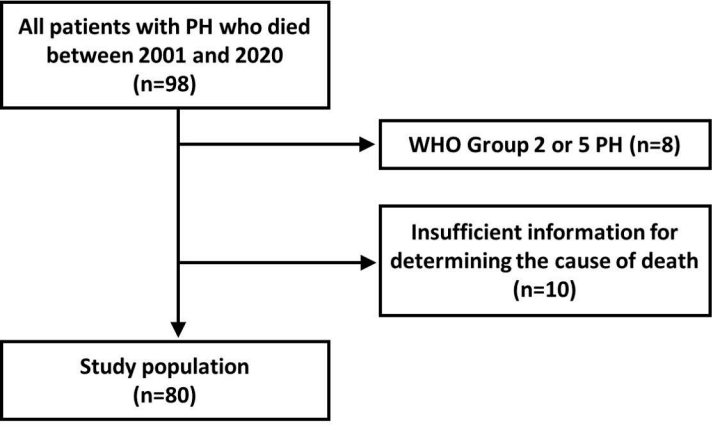 All patients with PH who died
between 2001 and 2020
(n=98)
WHO Group 2 or 5 PH (n=8)
Insufficient information for
determining the cause of death
(n=10)
Study population
(n=80)